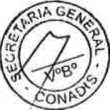 SECRETARIA GENERAL
VºBº
- CONADIS -